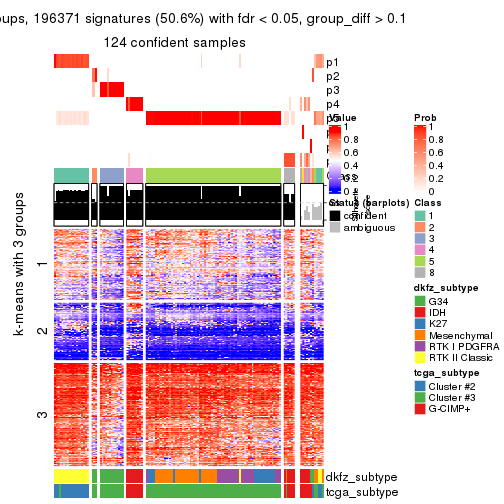 oups, 196371 signatures (50.6%) with fdr < 0.05, group_diff > 0.1
124 confident samples
p1
p2
p3
p4
Value
1
0.8
0.6
0.4
0.2
0
Prob
1
0.8
0.6
0.4
0.2
0
Status (barplots)
confident
ambiguous
Class
1
2
3
4
5
8
dkfz_subtype
G34
IDH
K27
Mesenchymal
RTK I PDGFRA
RTK II Classic
tcga_subtype
Cluster #2
Cluster #3
G-CIMP+
k-means with 3 groups
1
2
3
dkfz_subtype
tcga_subtype